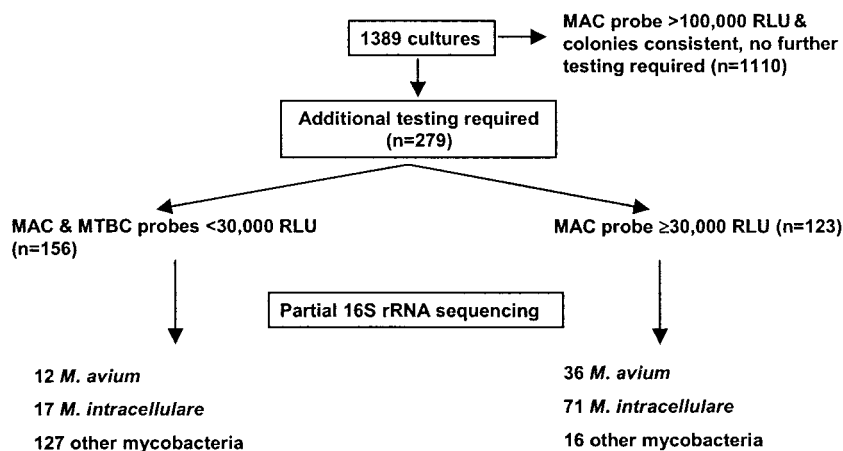 1389 cultures
MAC probe >100,000 RLU &
colonies consistent, no further
testing required (n=1110)
Additional testing required
(n=279)
MAC & MTBC probes <30,000 RLU
(n=156)
MAC probe ≥30,000 RLU (n=123)
Partial 16S rRNA sequencing
12 M. avium
17 M. intracellulare
127 other mycobacteria
36 M. avium
71 M. intracellulare
16 other mycobacteria